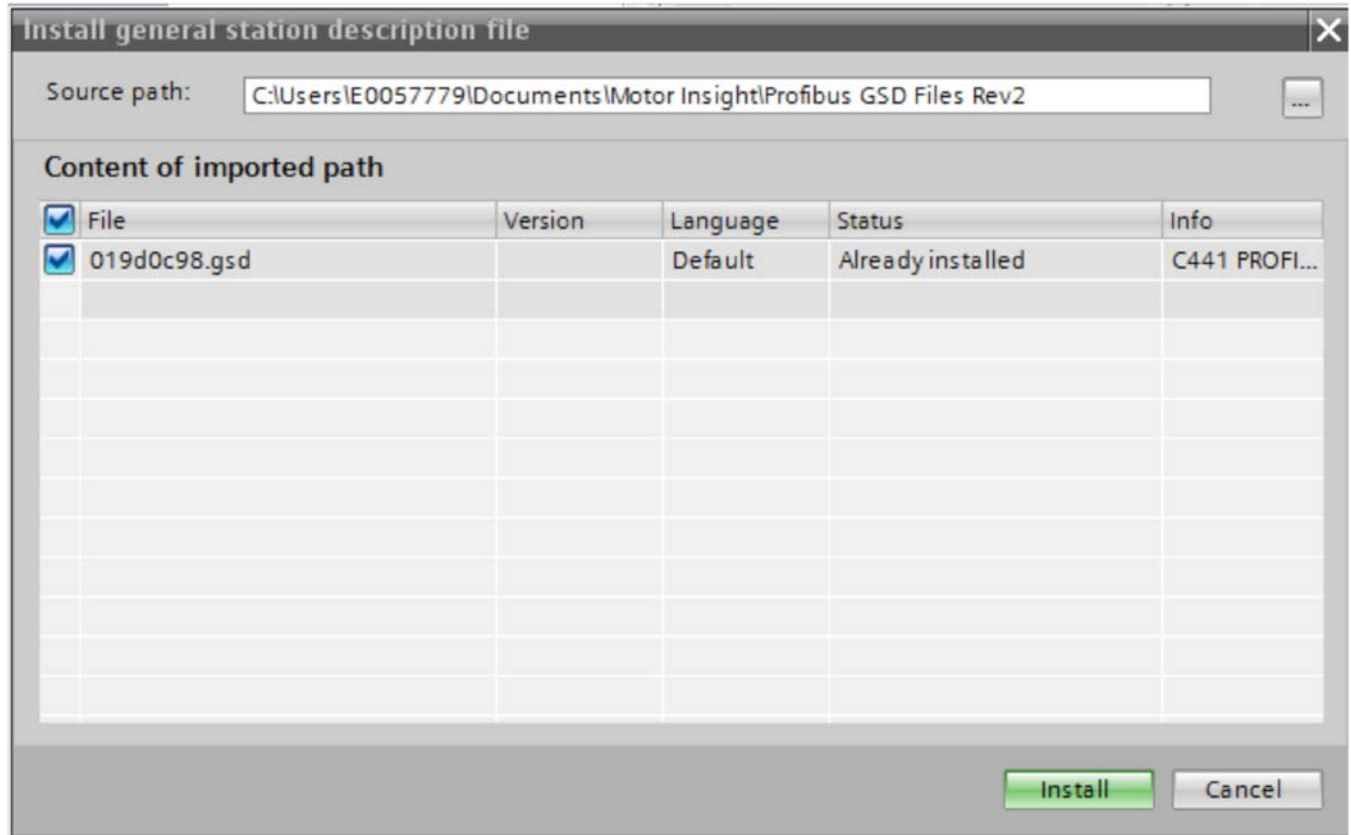 Install general station description file
Source path: C:\Users\E0057779\Documents\Motor Insight\Profibus GSD Files Rev2 ...
Content of imported path
File Version Language Status Info
019d0c98.gsd Default Already installed C441 PROFI...
Install Cancel